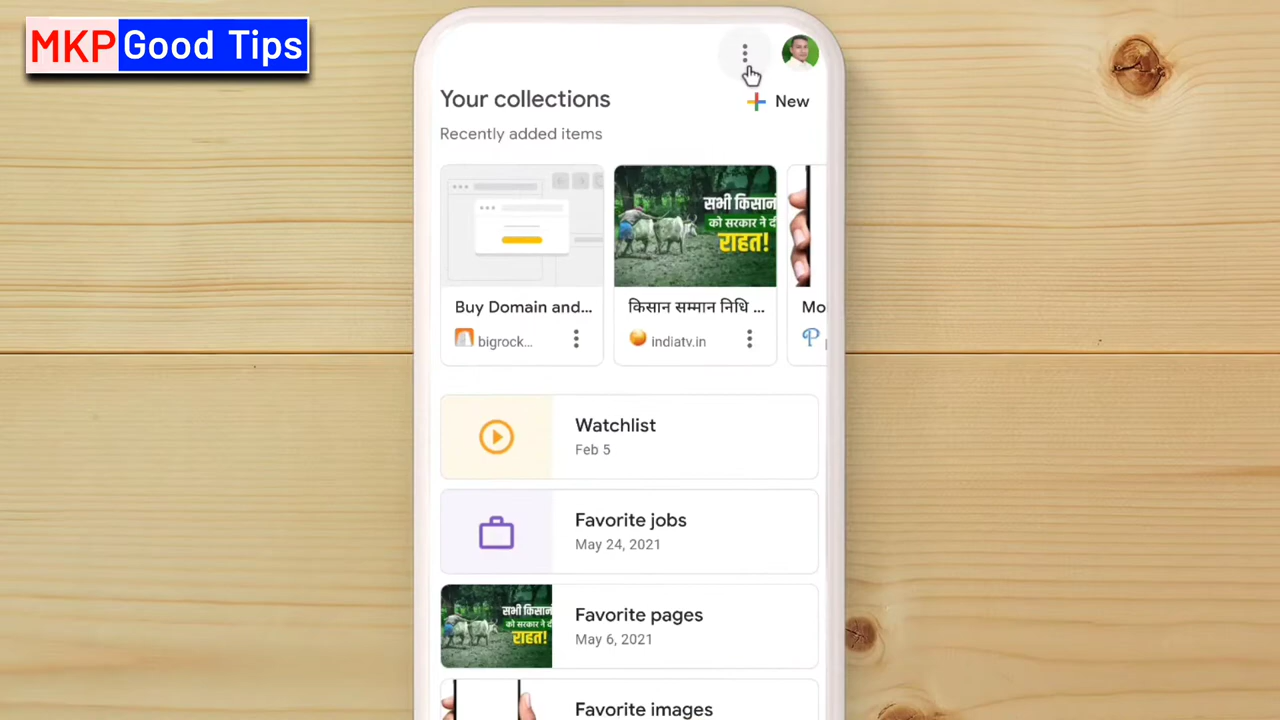 MKP Good Tips
Your collections
New
Recently added items
सभी किसानों
को सरकार ने दी
राहत!
Buy Domain and...
किसान सम्मान निधि ...
Mo
bigrock...
indiatv.in
Watchlist
Feb 5
Favorite jobs
May 24, 2021
सभी किसानों
को सरकार ने दी
राहत!
Favorite pages
May 6, 2021
Favorite images